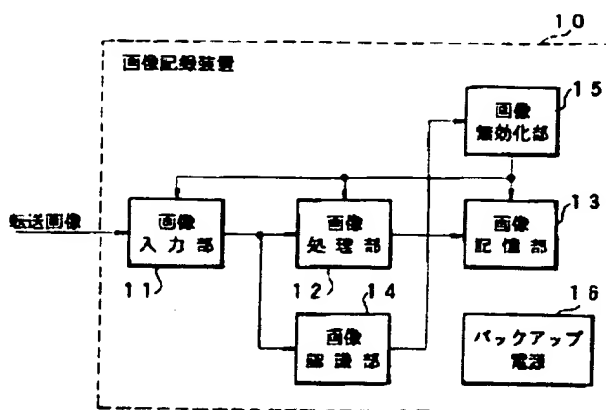 10
画像記録装置
15
画像
無効化部
転送画像
画像
入力部
11
画像
処理部
12
画像
記憶部
13
14
画像
認識部
16
バックアップ
電源